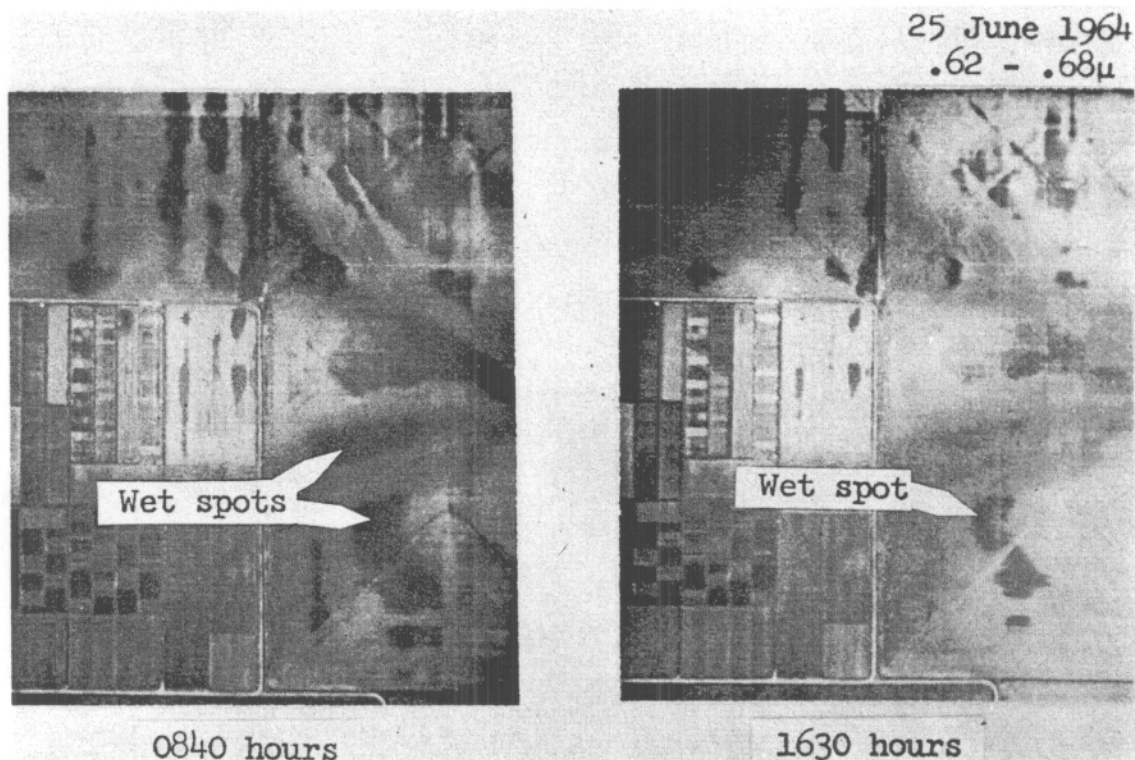 25 June 1964
.62 - .68μ
Wet spots
Wet spot
0840 hours
1630 hours